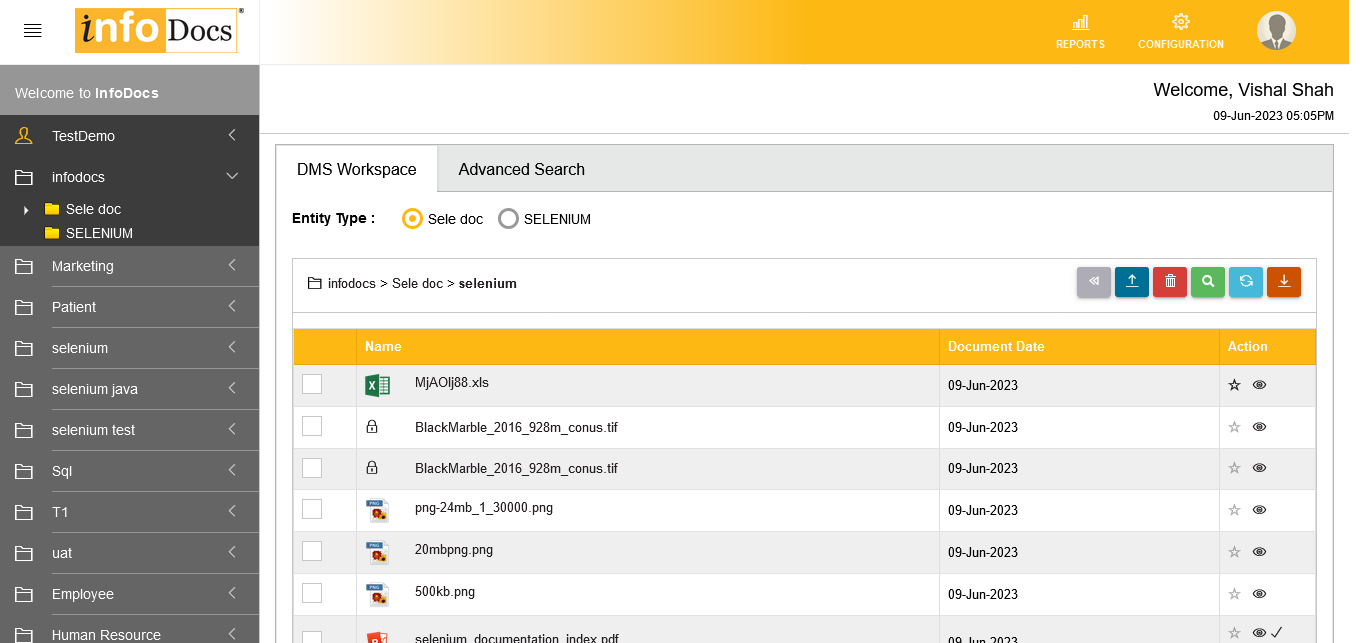 info Docs®
REPORTS
CONFIGURATION
Welcome to InfoDocs
Welcome, Vishal Shah
09-Jun-2023 05:05PM
TestDemo
infodocs
Sele doc
SELENIUM
Marketing
Patient
selenium
selenium java
selenium test
Sql
T1
uat
Employee
Human Resource
DMS Workspace
Advanced Search
Entity Type :
Sele doc
SELENIUM
infodocs > Sele doc > selenium
Name
Document Date
Action
MjAOIj88.xls
09-Jun-2023
BlackMarble_2016_928m_conus.tif
09-Jun-2023
BlackMarble_2016_928m_conus.tif
09-Jun-2023
PNG
png-24mb_1_30000.png
09-Jun-2023
PNG
20mbpng.png
09-Jun-2023
PNG
500kb.png
09-Jun-2023
selenium_documentation_index.pdf
09-Jun-2023